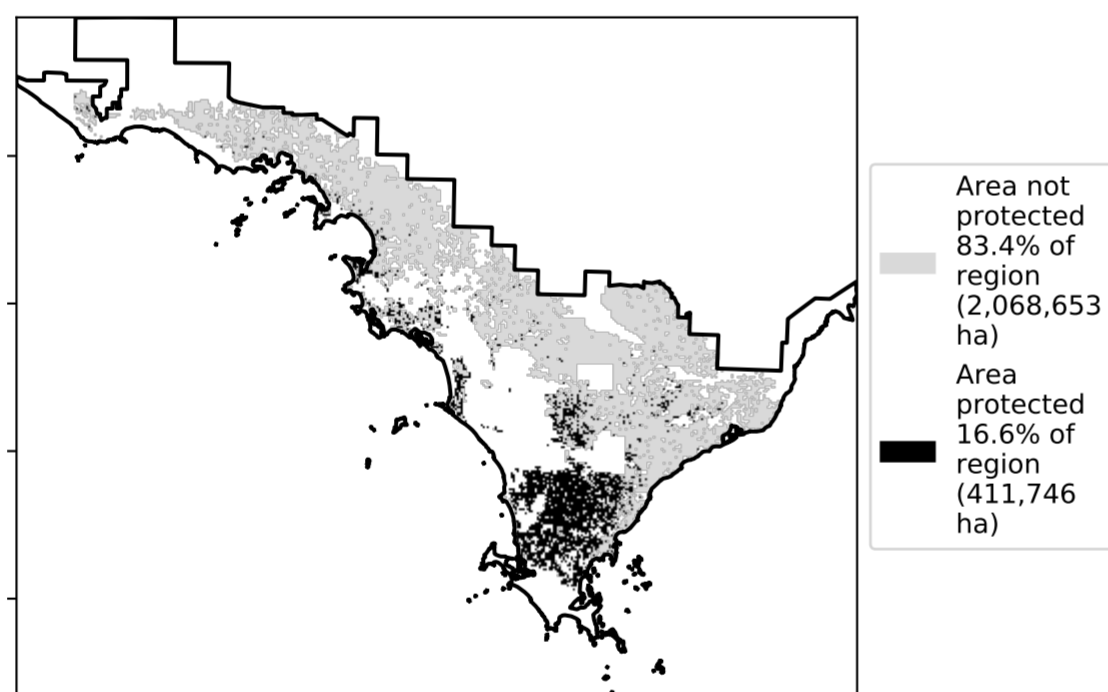 Area not
protected
83.4% of
region
(2,068,653
ha)
Area
protected
16.6% of
region
(411,746
ha)